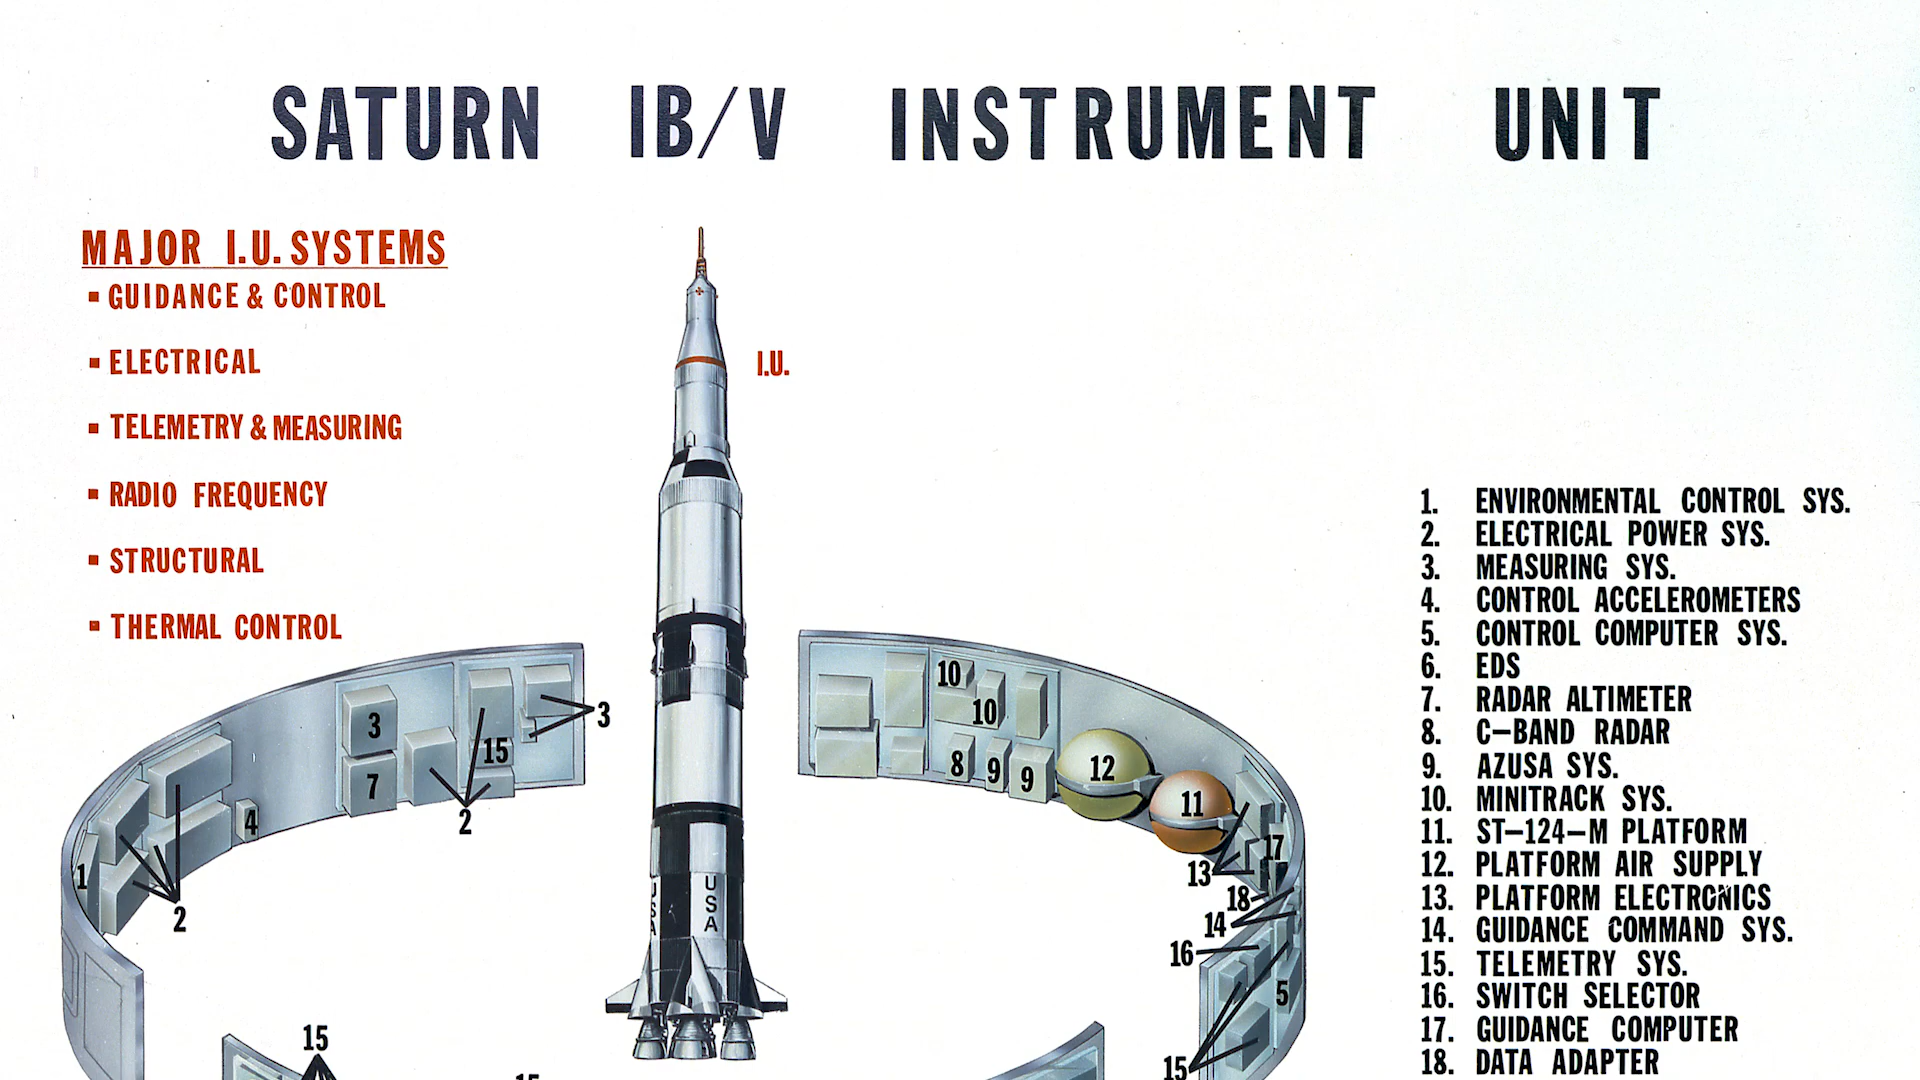 SATURN IB/V INSTRUMENT UNIT
MAJOR I.U. SYSTEMS
▪ GUIDANCE & CONTROL
▪ ELECTRICAL
▪ TELEMETRY & MEASURING
▪ RADIO FREQUENCY
▪ STRUCTURAL
▪ THERMAL CONTROL
I.U.
1. ENVIRONMENTAL CONTROL SYS.
2. ELECTRICAL POWER SYS.
3. MEASURING SYS.
4. CONTROL ACCELEROMETERS
5. CONTROL COMPUTER SYS.
6. EDS
7. RADAR ALTIMETER
8. C-BAND RADAR
9. AZUSA SYS.
10. MINITRACK SYS.
11. ST-124-M PLATFORM
12. PLATFORM AIR SUPPLY
13. PLATFORM ELECTRONICS
14. GUIDANCE COMMAND SYS.
15. TELEMETRY SYS.
16. SWITCH SELECTOR
17. GUIDANCE COMPUTER
18. DATA ADAPTER
3
7
15
3
2
4
1
2
15
15
USA
USA
10
10
8
9
9
12
11
17
13
18
14
16
5
15